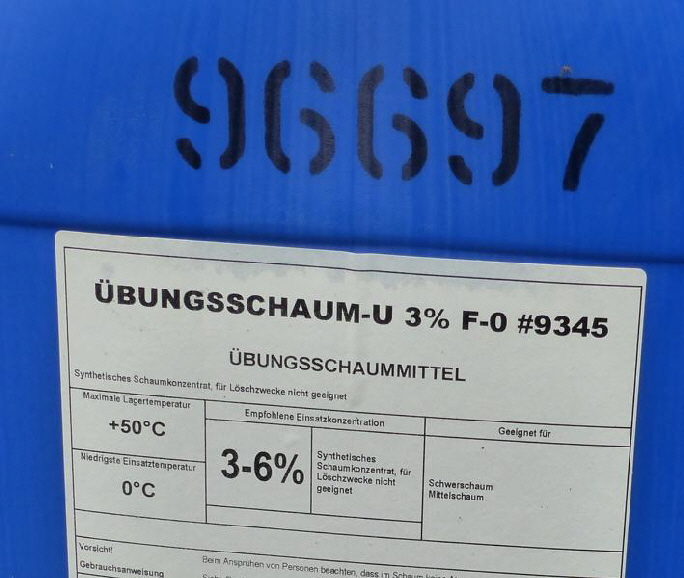 96697
ÜBUNGSSCHAUM-U 3% F-0 #9345
ÜBUNGSSCHAUMMITTEL
Synthetisches Schaumkonzentrat, für Löschzwecke nicht geeignet
Maximale Lagertemperatur
+50°C
Niedrigste Einsatztemperatur
0°C
Empfohlene Einsatzkonzertration
3-6%
Synthetisches
Schaumkonzentrat, für
Löschzwecke nicht
geeignet
Geeignet für
Schwerschaum
Mittelschaum
Vorsicht!
Gebrauchsanweisung
Beim Ansprühen von Personen beachten, dass im Schaum